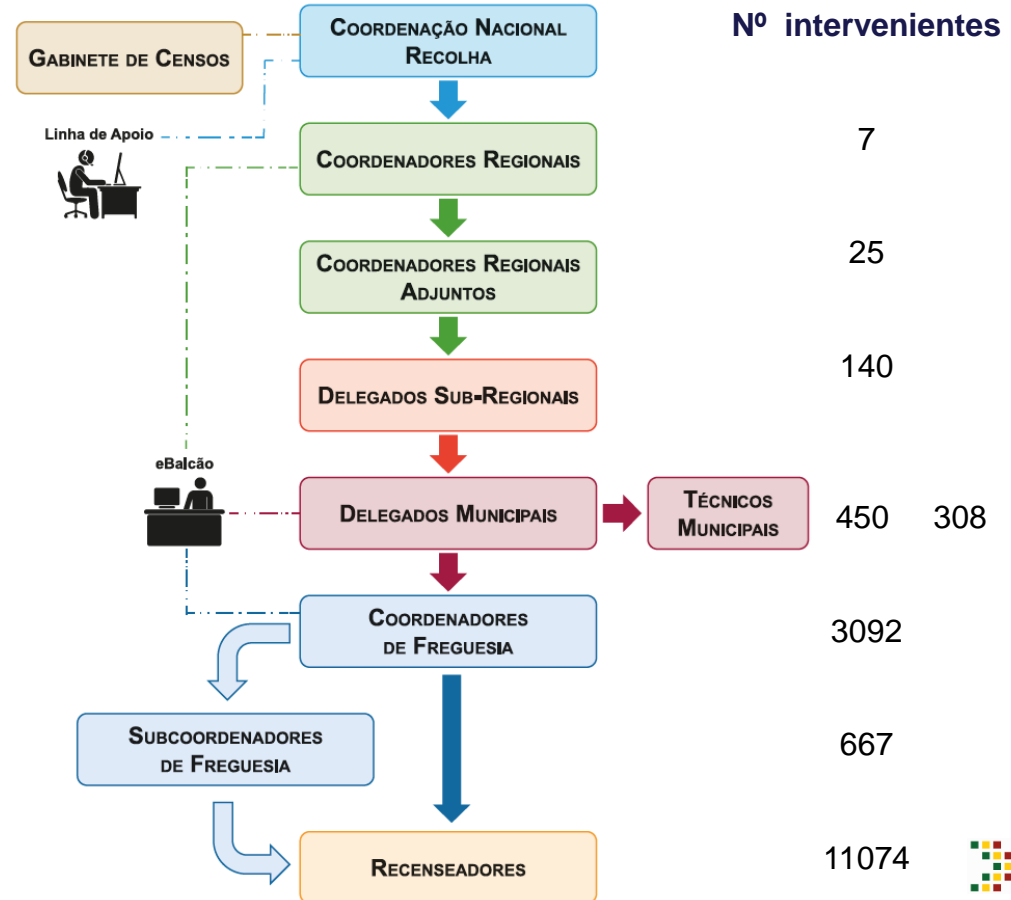 Nº intervenientes
COORDENAÇÃO NACIONAL
RECOLHA
GABINETE DE CENSOS
Linha de Apoio
COORDENADORES REGIONAIS
7
COORDENADORES REGIONAIS
ADJUNTOS
25
DELEGADOS SUB-REGIONAIS
140
eBalcão
DELEGADOS MUNICIPAIS
TÉCNICOS
MUNICIPAIS
450 308
COORDENADORES
DE FREGUESIA
3092
SUBCOORDENADORES
DE FREGUESIA
667
RECENSEADORES
11074